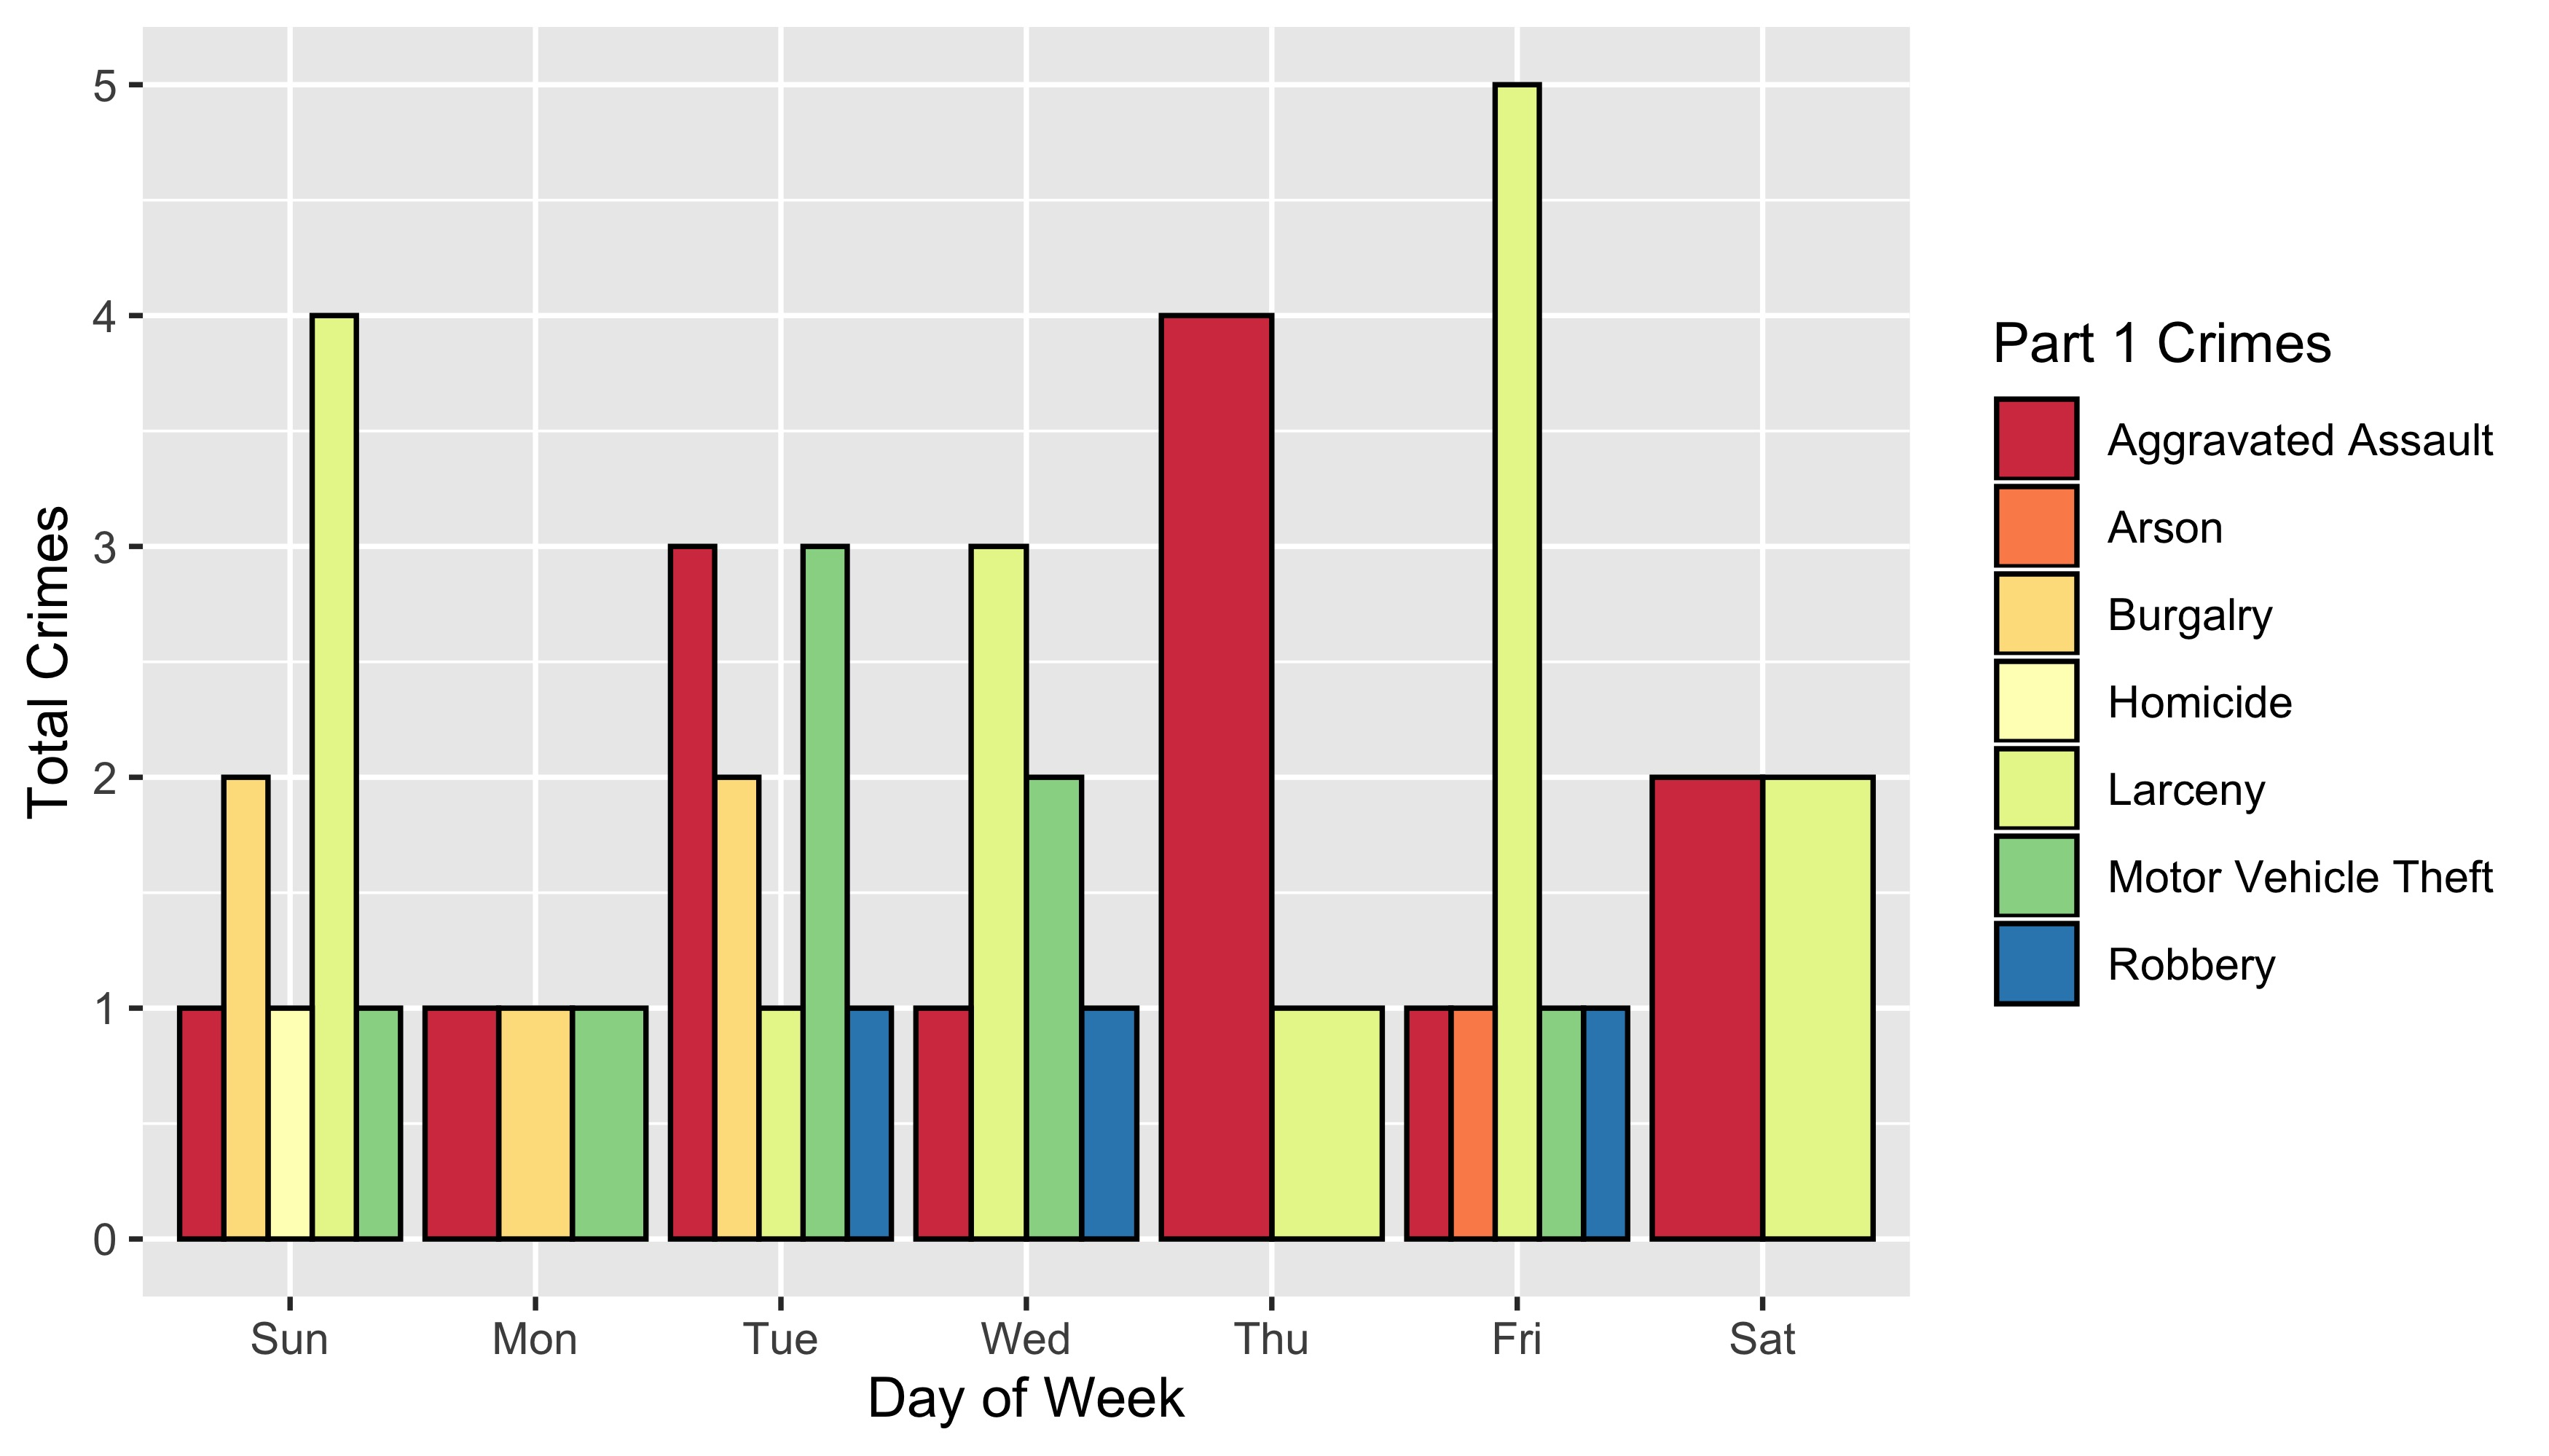 5
4
3
2
1
0
Total Crimes
Sun Mon Tue Wed Thu Fri Sat
Day of Week
Part 1 Crimes
Aggravated Assault
Arson
Burgalry
Homicide
Larceny
Motor Vehicle Theft
Robbery